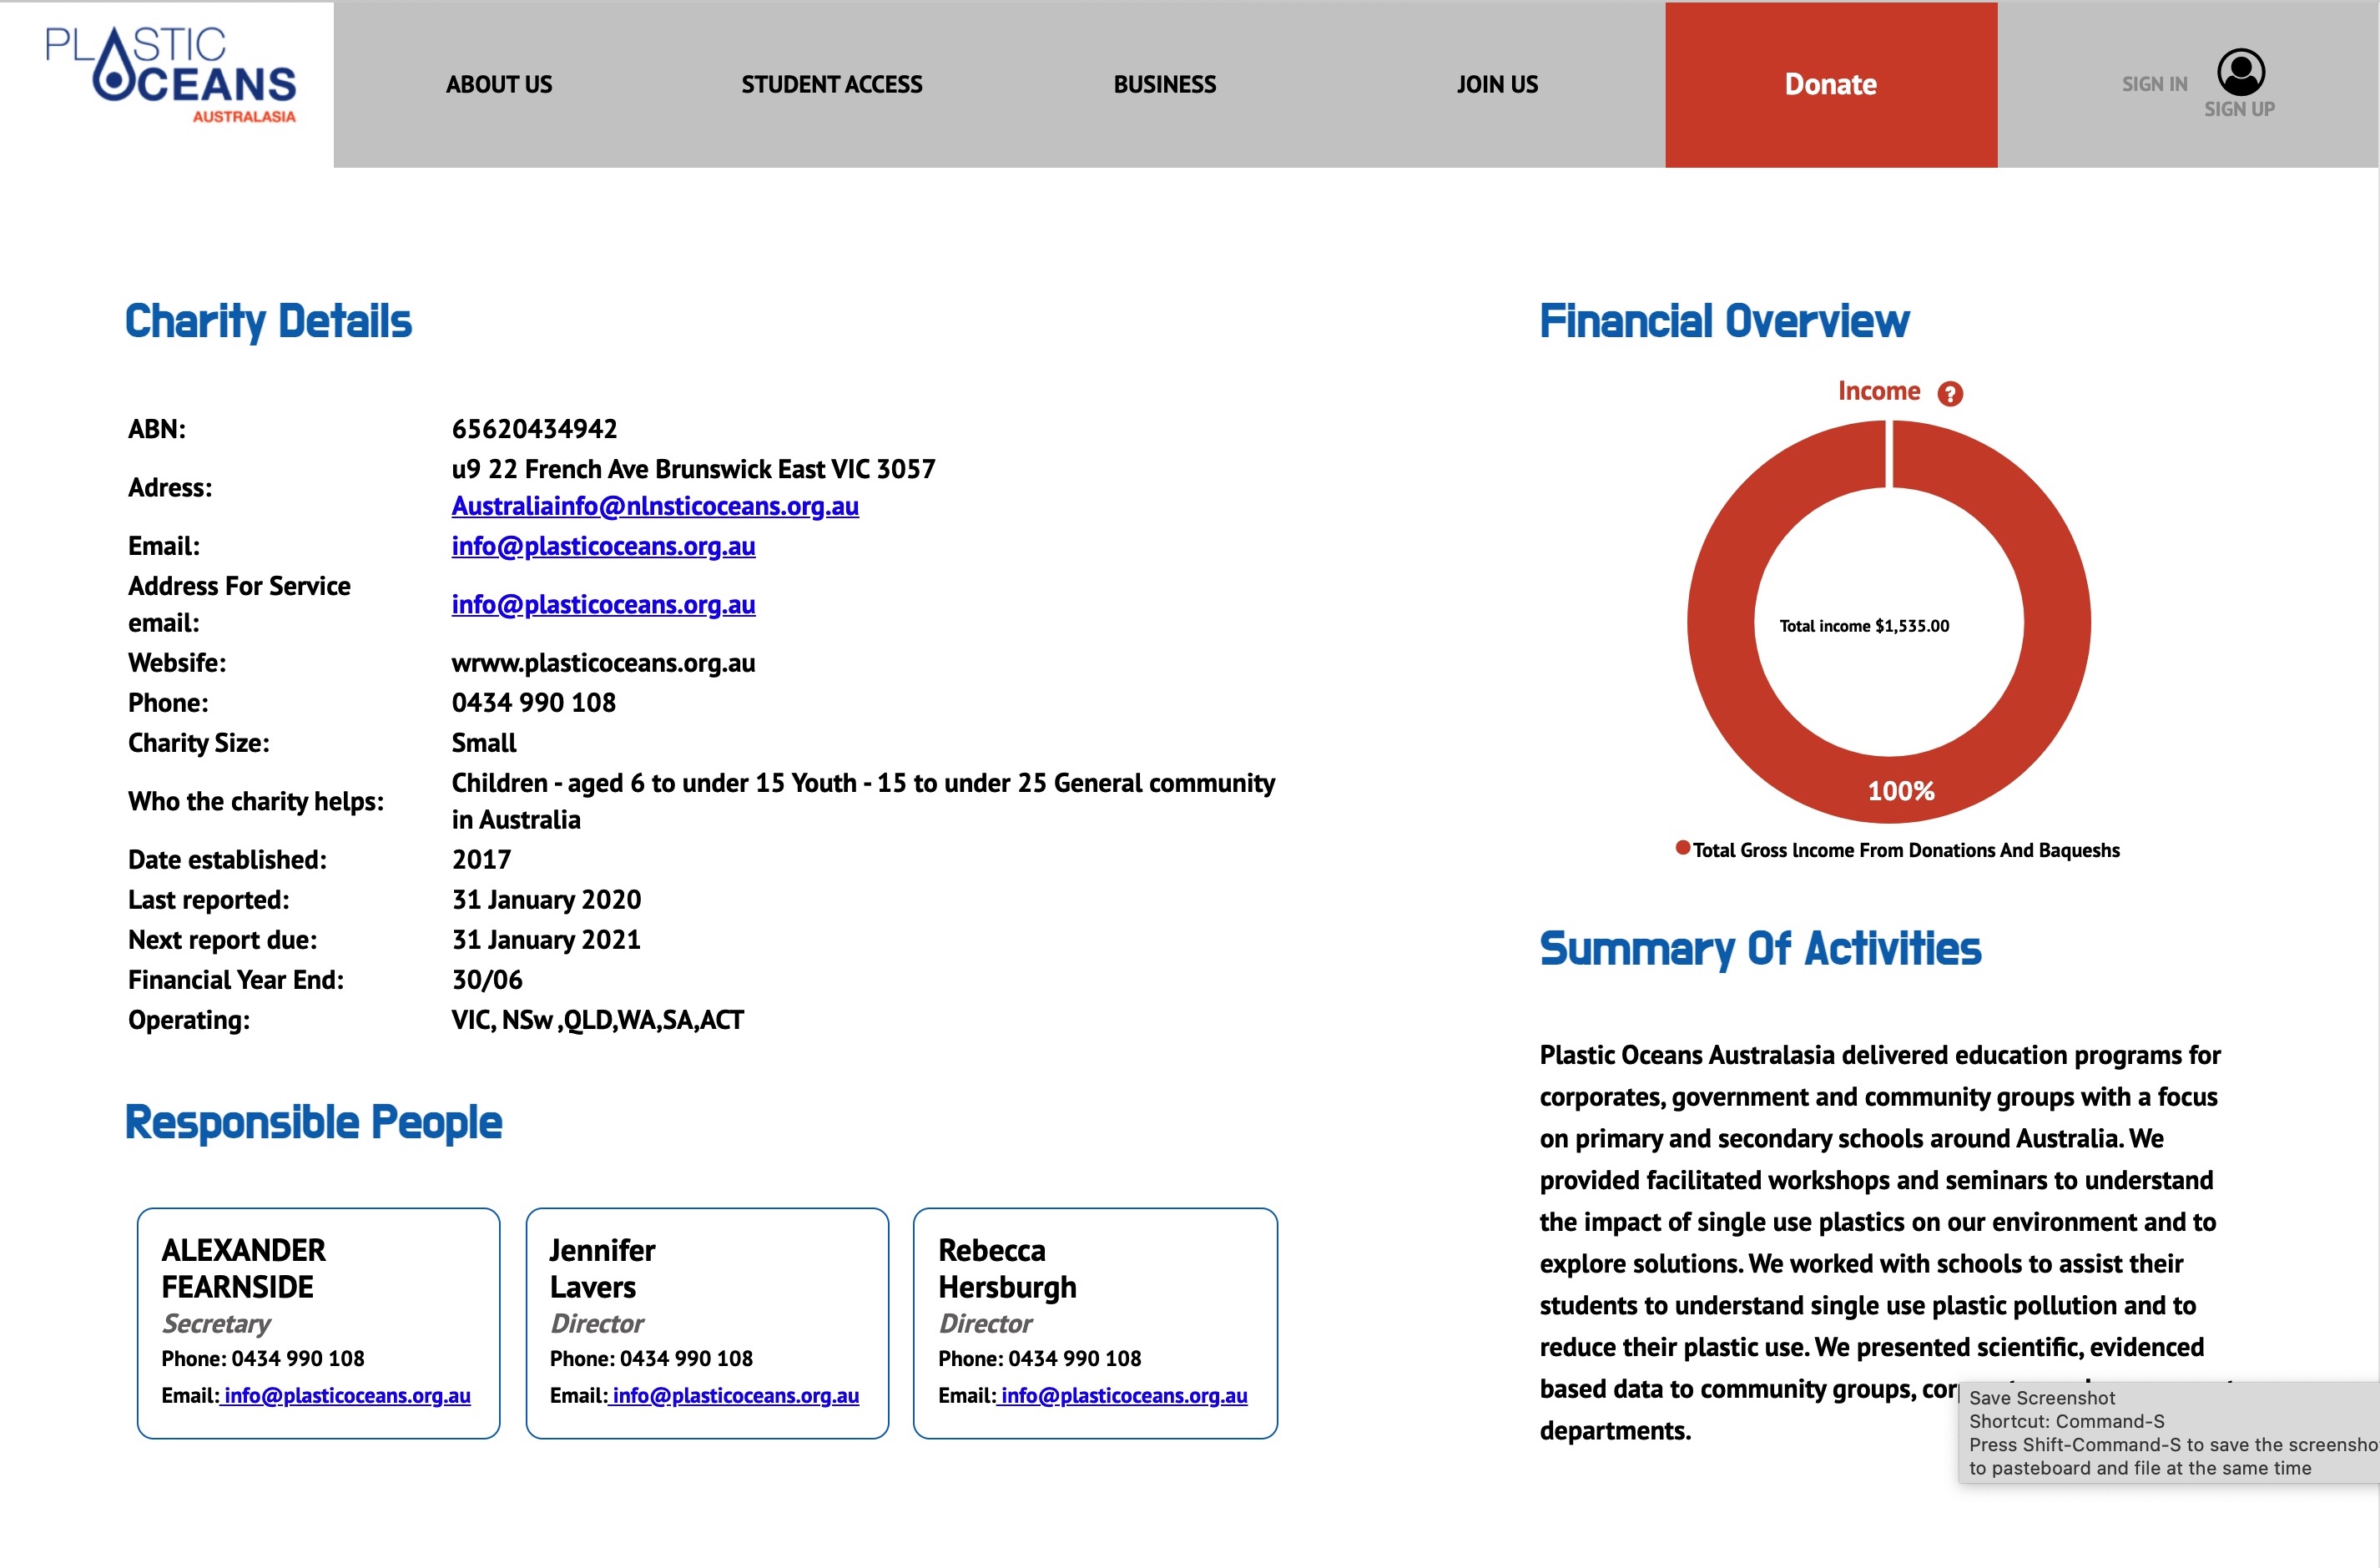 PLASTIC
OCEANS
AUSTRALASIA
ABOUT US
STUDENT ACCESS
BUSINESS
JOIN US
Donate
SIGN IN
SIGN UP
Charity Details
ABN: 65620434942
Adress: u9 22 French Ave Brunswick East VIC 3057
Australiainfo@nlnsticoceans.org.au
Email: info@plasticoceans.org.au
Address For Service
email: info@plasticoceans.org.au
Websife: wrww.plasticoceans.org.au
Phone: 0434 990 108
Charity Size: Small
Who the charity helps: Children - aged 6 to under 15 Youth - 15 to under 25 General community
in Australia
Date established: 2017
Last reported: 31 January 2020
Next report due: 31 January 2021
Financial Year End: 30/06
Operating: VIC, NSw ,QLD,WA,SA,ACT
Responsible People
ALEXANDER
FEARNSIDE
Secretary
Phone: 0434 990 108
Email: info@plasticoceans.org.au
Jennifer
Lavers
Director
Phone: 0434 990 108
Email: info@plasticoceans.org.au
Rebecca
Hersburgh
Director
Phone: 0434 990 108
Email: info@plasticoceans.org.au
Financial Overview
Income ?
Total income $1,535.00
100%
Total Gross Income From Donations And Baqueshs
Summary Of Activities
Plastic Oceans Australasia delivered education programs for
corporates, government and community groups with a focus
on primary and secondary schools around Australia. We
provided facilitated workshops and seminars to understand
the impact of single use plastics on our environment and to
explore solutions. We worked with schools to assist their
students to understand single use plastic pollution and to
reduce their plastic use. We presented scientific, evidenced
based data to community groups,
departments.
Save Screenshot
Shortcut: Command-S
Press Shift-Command-S to save the screensho
to pasteboard and file at the same time